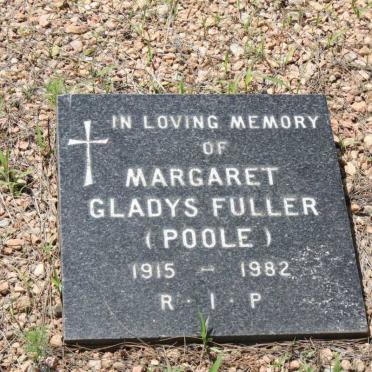 IN LOVING MEMORY
OF
MARGARET
GLADYS FULLER
( POOLE )
1915 — 1982
R · I · P